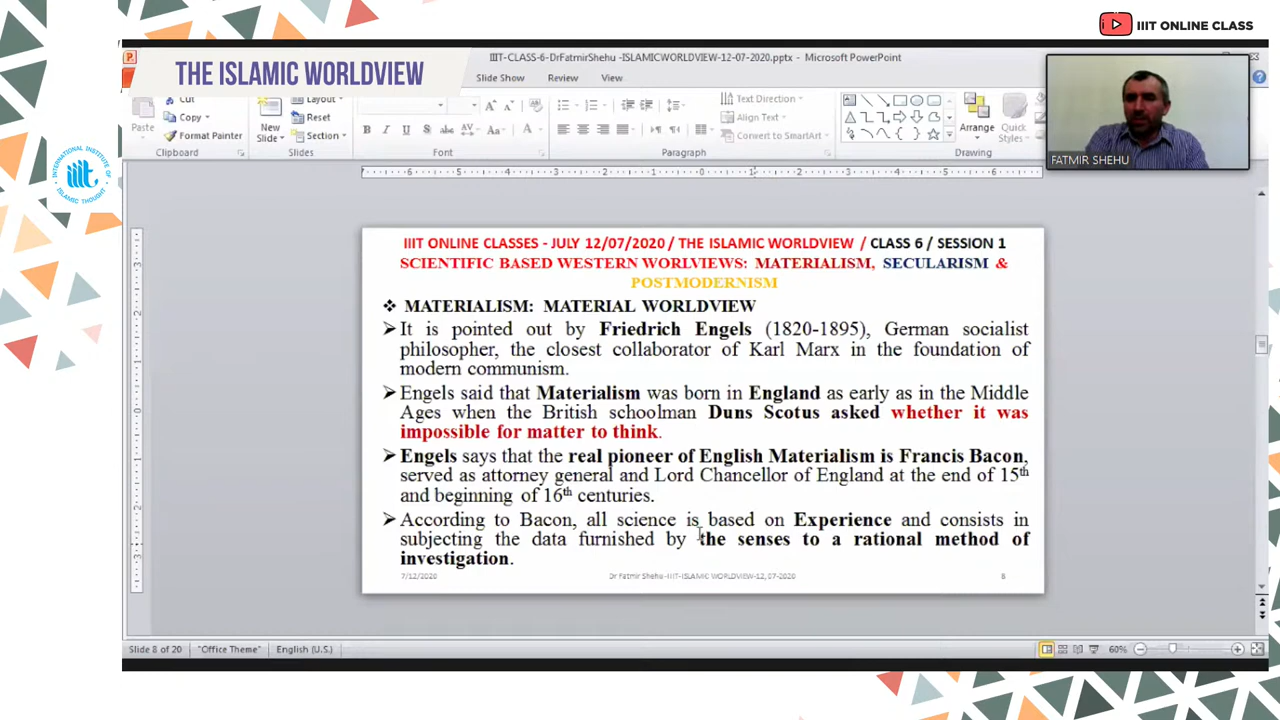 IIIT ONLINE CLASS
THE ISLAMIC WORLDVIEW
IIIT-CLASS-6-DrFatmirShehu -ISLAMICWORLDVIEW-12-07-2020.pptx - Microsoft PowerPoint
Slide Show Review View
Cut
Copy
Format Painter
Paste
Clipboard
New
Slide
Layout
Reset
Section
Slides
Font
Text Direction
Align Text
Convert to SmartArt
Paragraph
Arrange
Quick
Styles
Drawing
FATMIR SHEHU
INTERNATIONAL INSTITUTE OF ISLAMIC THOUGHT
iiit
IIIT ONLINE CLASSES - JULY 12/07/2020 / THE ISLAMIC WORLDVIEW / CLASS 6 / SESSION 1
SCIENTIFIC BASED WESTERN WORLVIEWS: MATERIALISM, SECULARISM &
POSTMODERNISM
❖ MATERIALISM: MATERIAL WORLDVIEW
➢ It is pointed out by Friedrich Engels (1820-1895), German socialist
philosopher, the closest collaborator of Karl Marx in the foundation of
modern communism.
➢ Engels said that Materialism was born in England as early as in the Middle
Ages when the British schoolman Duns Scotus asked whether it was
impossible for matter to think.
➢ Engels says that the real pioneer of English Materialism is Francis Bacon,
served as attorney general and Lord Chancellor of England at the end of 15th
and beginning of 16th centuries.
➢ According to Bacon, all science is based on Experience and consists in
subjecting the data furnished by the senses to a rational method of
investigation.
7/12/2020 Dr Fatmir Shehu-IIIT-ISLAMIC WORLDVIEW-12, 07-2020 8
Slide 8 of 20 "Office Theme" English (U.S.) 60%